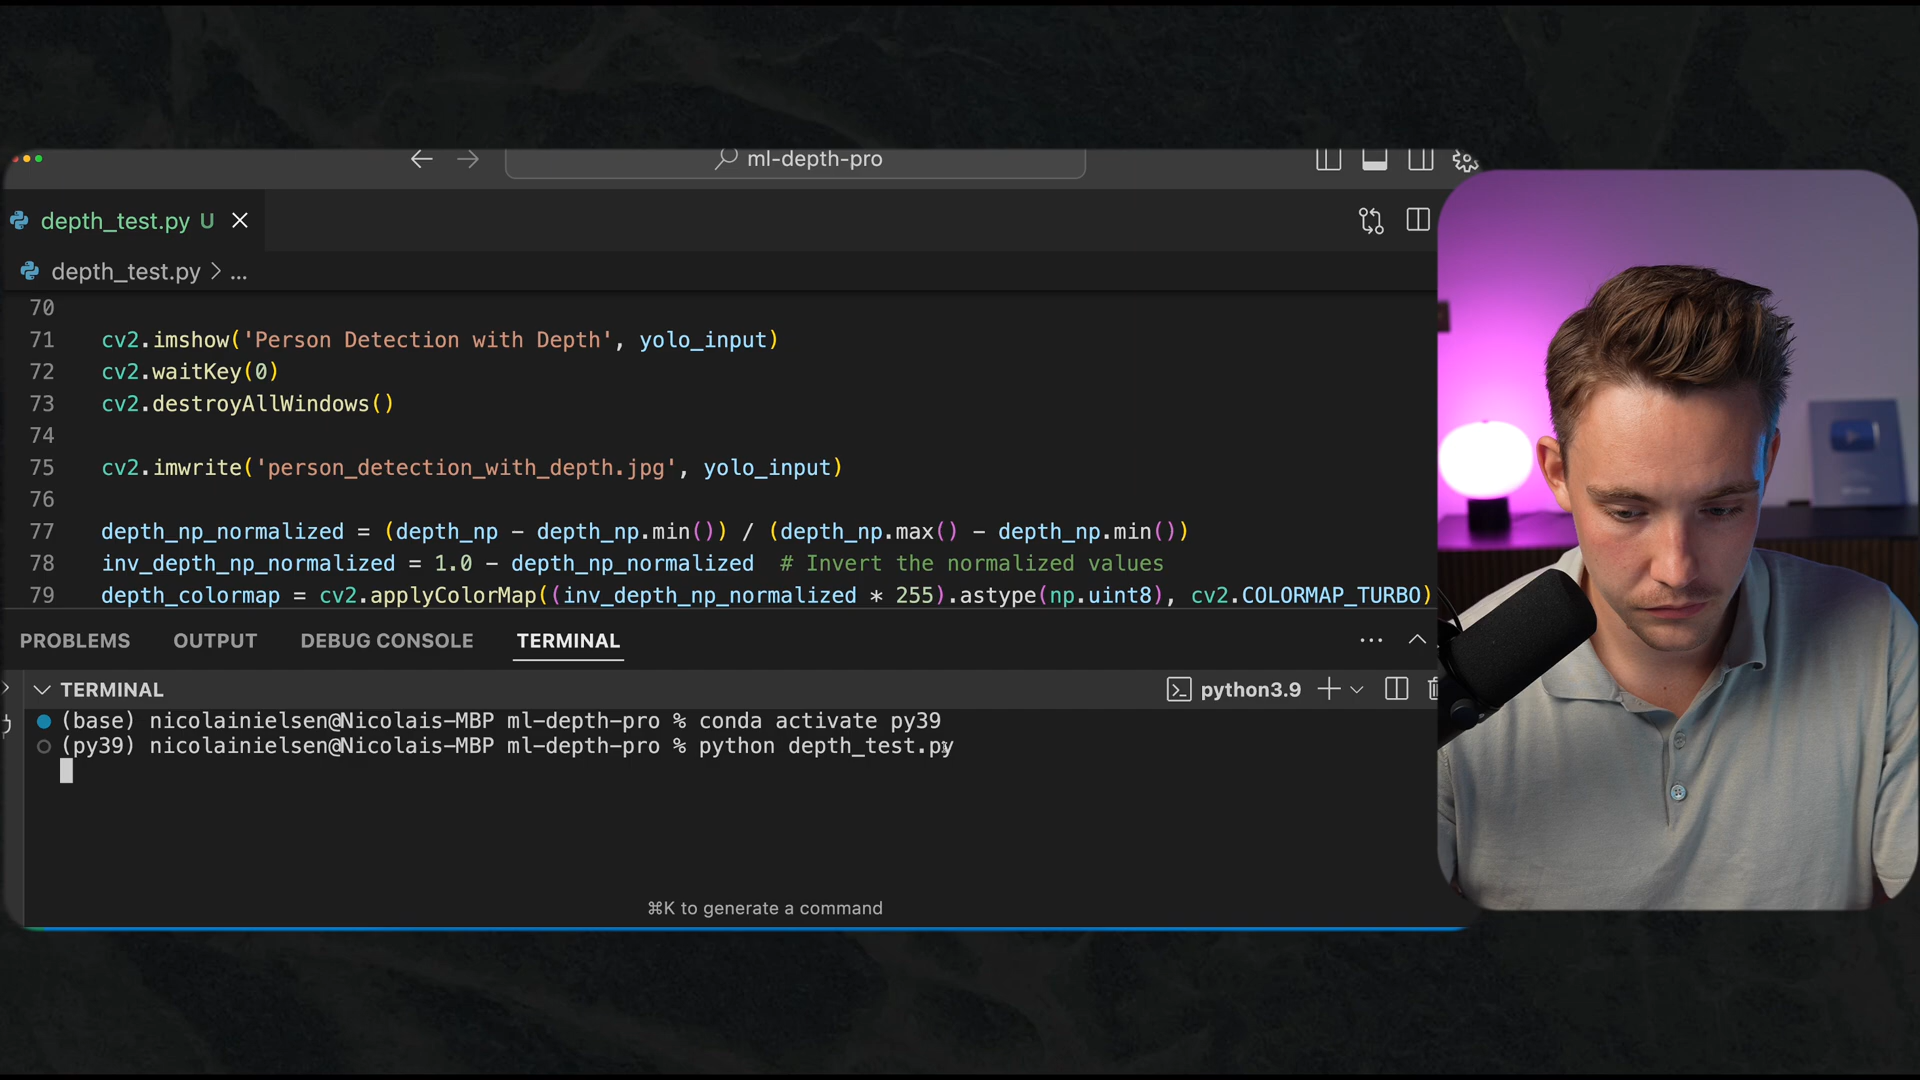 ml-depth-pro
depth_test.py U
depth_test.py > ...
70
71 cv2.imshow('Person Detection with Depth', yolo_input)
72 cv2.waitKey(0)
73 cv2.destroyAllWindows()
74
75 cv2.imwrite('person_detection_with_depth.jpg', yolo_input)
76
77 depth_np_normalized = (depth_np - depth_np.min()) / (depth_np.max() - depth_np.min())
78 inv_depth_np_normalized = 1.0 - depth_np_normalized # Invert the normalized values
79 depth_colormap = cv2.applyColorMap((inv_depth_np_normalized * 255).astype(np.uint8), cv2.COLORMAP_TURBO)
PROBLEMS OUTPUT DEBUG CONSOLE TERMINAL ...
TERMINAL python3.9
(base) nicolainielsen@Nicolais-MBP ml-depth-pro % conda activate py39
(py39) nicolainielsen@Nicolais-MBP ml-depth-pro % python depth_test.py
⌘K to generate a command